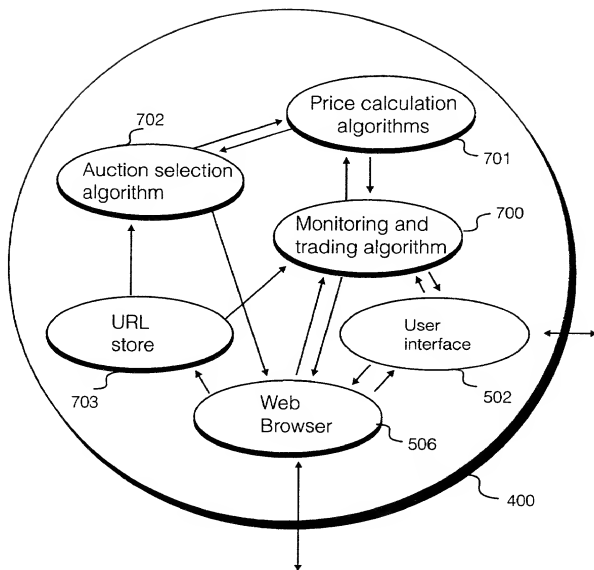 702
Price calculation
algorithms
701
Auction selection
algorithm
700
Monitoring and
trading algorithm
URL
store
703
User
interface
502
Web
Browser
506
400